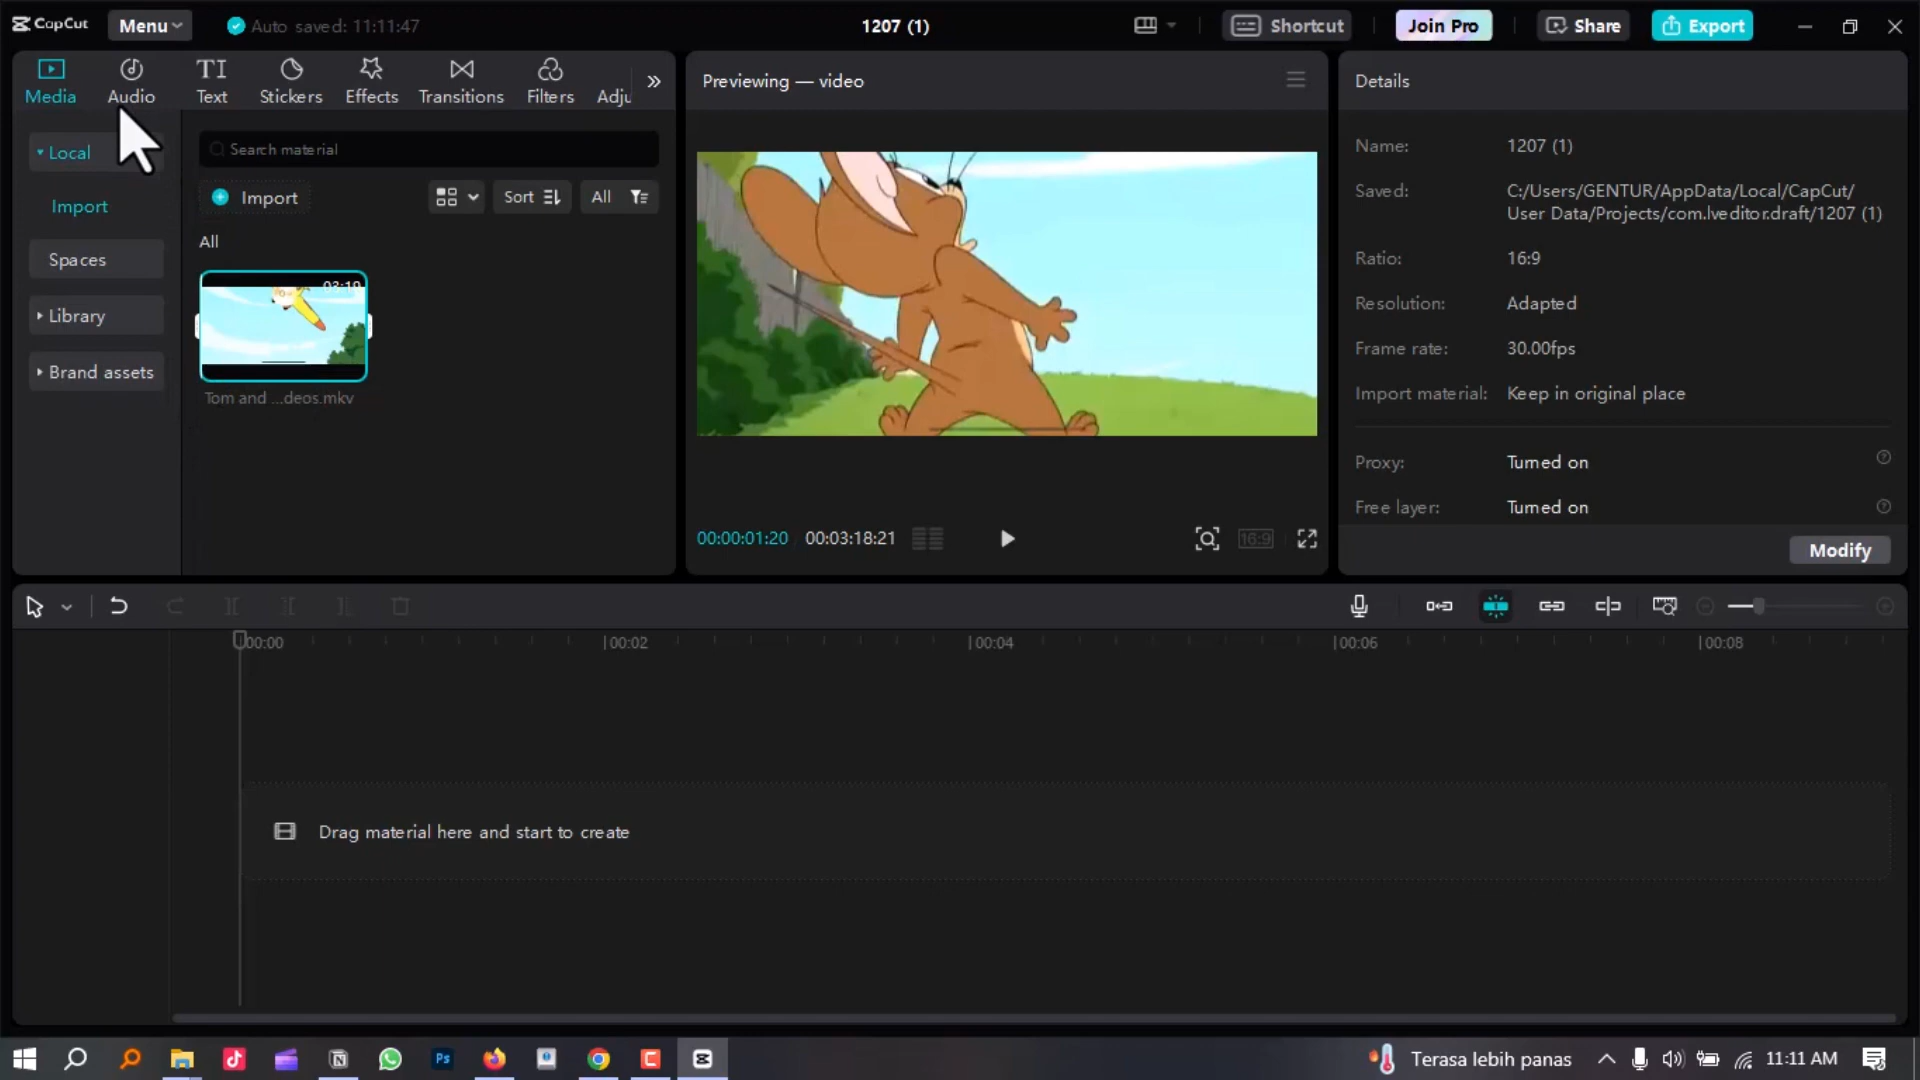 CapCut
Menu
Auto saved: 11:11:47
1207 (1)
Shortcut
Join Pro
Share
Export
Media
Audio
TI
Text
Stickers
Effects
Transitions
Filters
Adju
Local
Import
Spaces
Library
Brand assets
Search material
Import
Sort
All
All
03:19
Tom and ...deos.mkv
Previewing — video
00:00:01:20
00:03:18:21
16:9
Details
Name: 1207 (1)
Saved: C:/Users/GENTUR/AppData/Local/CapCut/
User Data/Projects/com.lveditor.draft/1207 (1)
Ratio: 16:9
Resolution: Adapted
Frame rate: 30.00fps
Import material: Keep in original place
Proxy: Turned on
Free layer: Turned on
Modify
00:00
00:02
00:04
00:06
00:08
Drag material here and start to create
Ps
Terasa lebih panas
11:11 AM